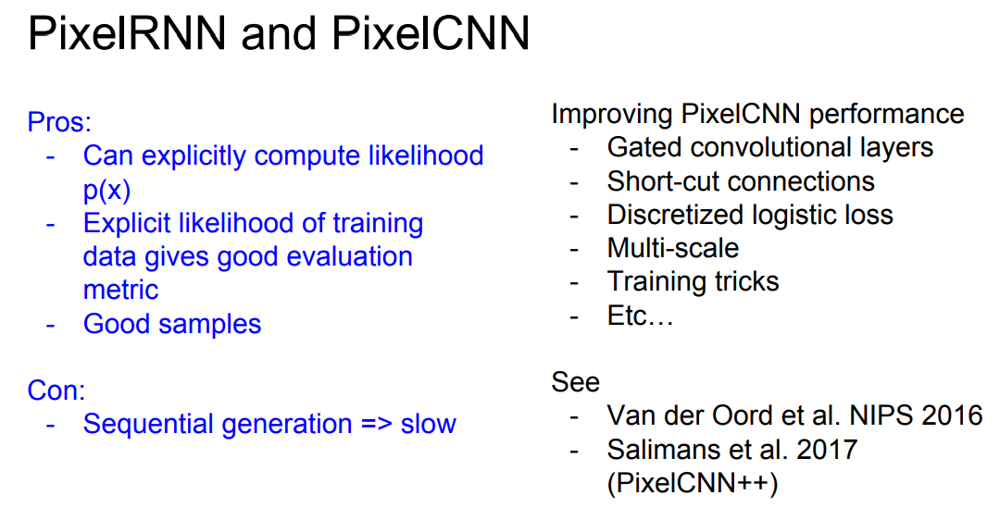 PixelRNN and PixelCNN
Pros:
- Can explicitly compute likelihood
p(x)
- Explicit likelihood of training
data gives good evaluation
metric
- Good samples
Con:
- Sequential generation => slow
Improving PixelCNN performance
- Gated convolutional layers
- Short-cut connections
- Discretized logistic loss
- Multi-scale
- Training tricks
- Etc…
See
- Van der Oord et al. NIPS 2016
- Salimans et al. 2017
(PixelCNN++)